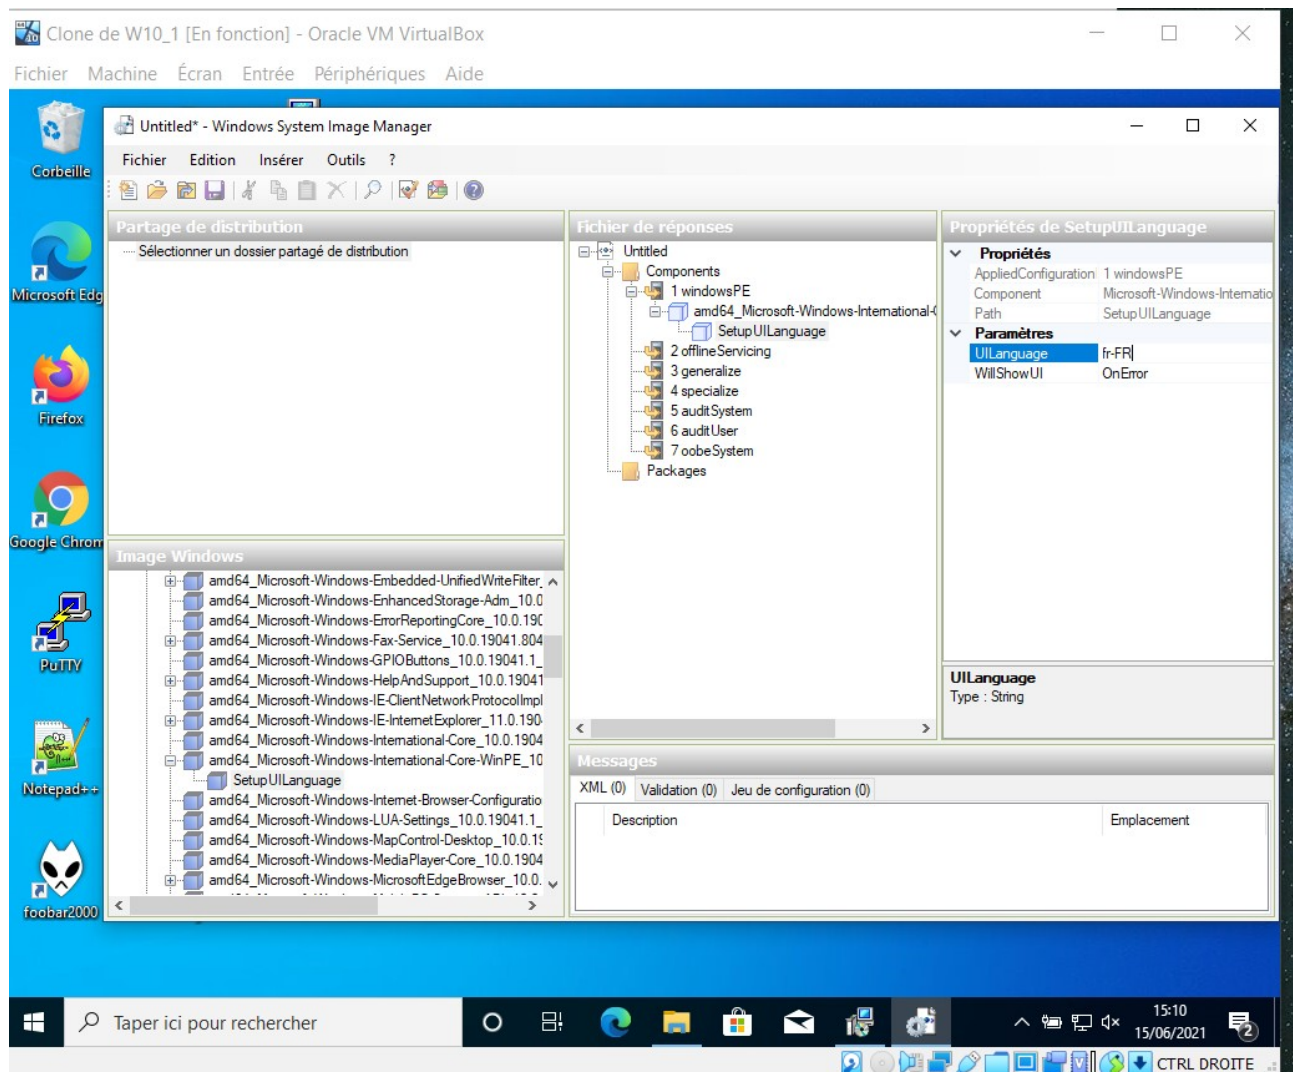 Clone de W10_1 [En fonction] - Oracle VM VirtualBox
Fichier Machine Écran Entrée Périphériques Aide
Corbeille
Microsoft Edg
Firefox
Google Chrom
PuTTY
Notepad++
foobar2000
Untitled* - Windows System Image Manager
Fichier Edition Insérer Outils ?
Partage de distribution
Sélectionner un dossier partagé de distribution
Image Windows
amd64_Microsoft-Windows-Embedded-UnifiedWriteFilter_
amd64_Microsoft-Windows-EnhancedStorage-Adm_10.0
amd64_Microsoft-Windows-ErrorReportingCore_10.0.190
amd64_Microsoft-Windows-Fax-Service_10.0.19041.804
amd64_Microsoft-Windows-GPIOButtons_10.0.19041.1_
amd64_Microsoft-Windows-HelpAndSupport_10.0.19041
amd64_Microsoft-Windows-IE-ClientNetworkProtocolImpl
amd64_Microsoft-Windows-IE-InternetExplorer_11.0.190
amd64_Microsoft-Windows-International-Core_10.0.1904
amd64_Microsoft-Windows-International-Core-WinPE_10
SetupUILanguage
amd64_Microsoft-Windows-Internet-Browser-Configuratio
amd64_Microsoft-Windows-LUA-Settings_10.0.19041.1_
amd64_Microsoft-Windows-MapControl-Desktop_10.0.19
amd64_Microsoft-Windows-MediaPlayer-Core_10.0.1904
amd64_Microsoft-Windows-MicrosoftEdgeBrowser_10.0.
Fichier de réponses
Untitled
Components
1 windowsPE
amd64_Microsoft-Windows-International-C
SetupUILanguage
2 offlineServicing
3 generalize
4 specialize
5 auditSystem
6 auditUser
7 oobeSystem
Packages
Propriétés de SetupUILanguage
Propriétés
AppliedConfiguration 1 windowsPE
Component Microsoft-Windows-Internatio
Path SetupUILanguage
Paramètres
UILanguage fr-FR
WillShowUI OnError
UILanguage
Type : String
Messages
XML (0) Validation (0) Jeu de configuration (0)
Description Emplacement
Taper ici pour rechercher
15:10
15/06/2021
2
CTRL DROITE